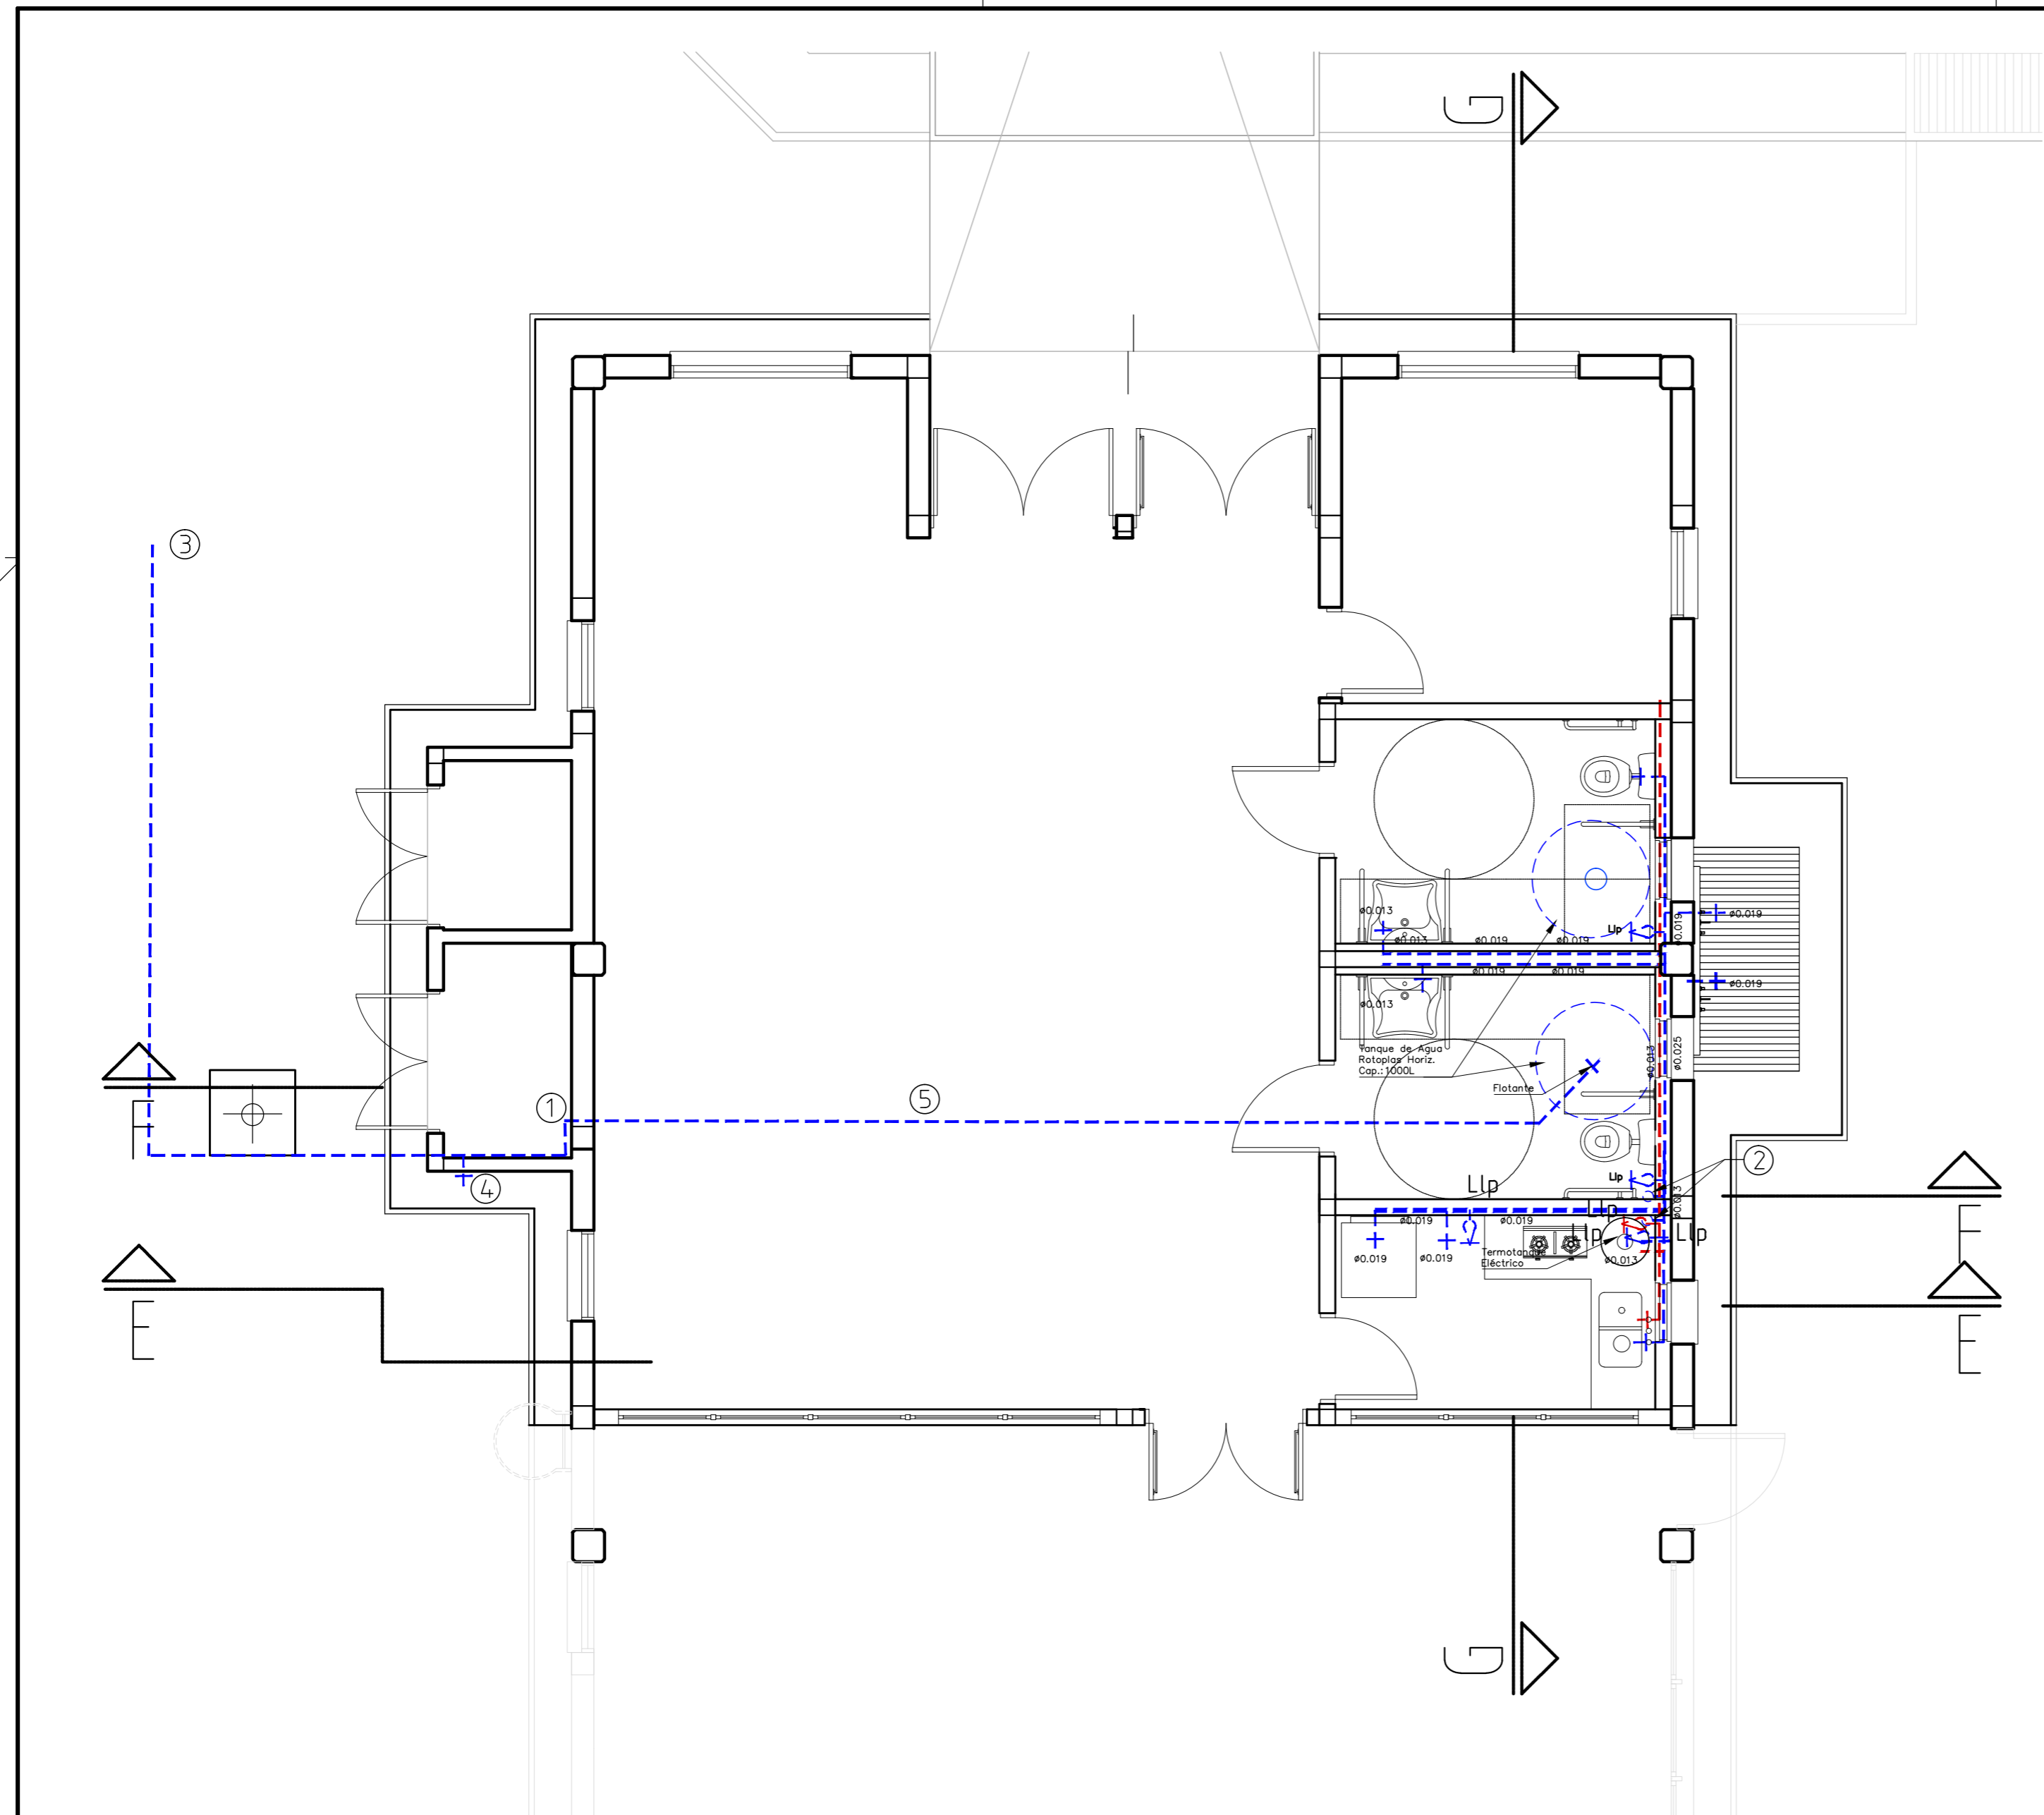 G
3
ø0.013
ø0.013
ø0.019
ø0.019
Llp
ø0.019
ø0.019
ø0.019
ø0.019
ø0.019
ø0.013
Tanque de Agua
Rotoplas Horiz.
Cap.: 1000L
Flotante
ø0.013
ø0.025
1
5
F
4
2
Llp
Llp
ø0.013
Llp
Llp
Llp
ø0.019
ø0.019
ø0.019
ø0.019
Termotanque
Eléctrico
ø0.013
F
E
E
G